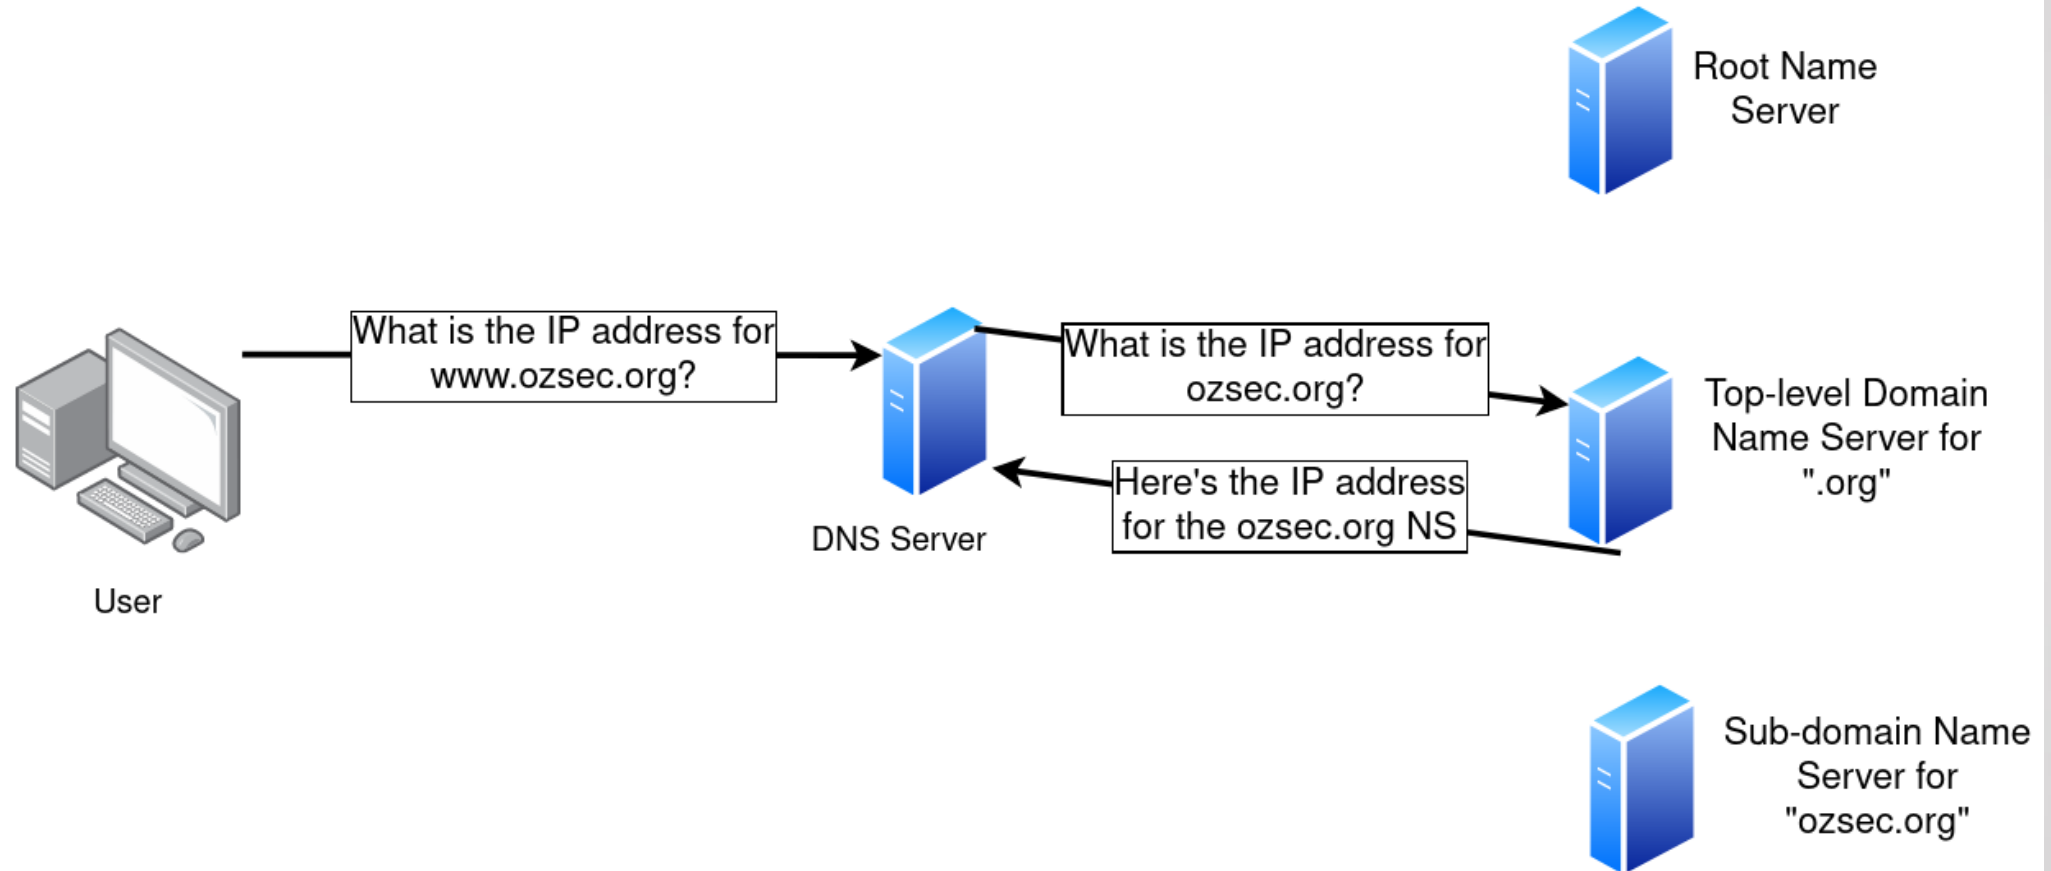 Root Name
Server
What is the IP address for
www.ozsec.org?
What is the IP address for
ozsec.org?
Top-level Domain
Name Server for
".org"
Here's the IP address
for the ozsec.org NS
DNS Server
User
Sub-domain Name
Server for
"ozsec.org"